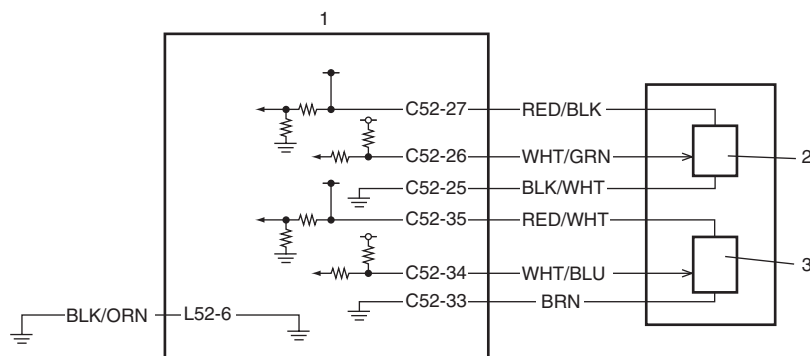 1
C52-27 RED/BLK
C52-26 WHT/GRN 2
C52-25 BLK/WHT
C52-35 RED/WHT
C52-34 WHT/BLU 3
C52-33 BRN
BLK/ORN L52-6